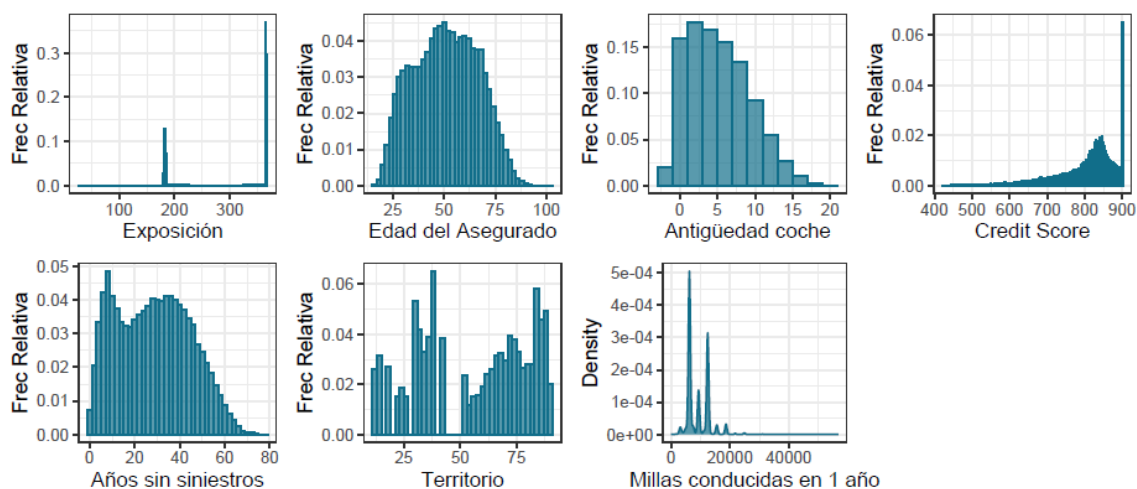 Frec Relativa
0.3
0.2
0.1
0.0
100 200 300
Exposición
Frec Relativa
0.04
0.03
0.02
0.01
0.00
25 50 75 100
Edad del Asegurado
Frec Relativa
0.15
0.10
0.05
0.00
0 5 10 15 20
Antigüedad coche
Frec Relativa
0.06
0.04
0.02
0.00
400 500 600 700 800 900
Credit Score
Frec Relativa
0.05
0.04
0.03
0.02
0.01
0.00
0 20 40 60 80
Años sin siniestros
Frec Relativa
0.06
0.04
0.02
0.00
25 50 75
Territorio
Density
5e-04
4e-04
3e-04
2e-04
1e-04
0e+00
0 20000 40000
Millas conducidas en 1 año